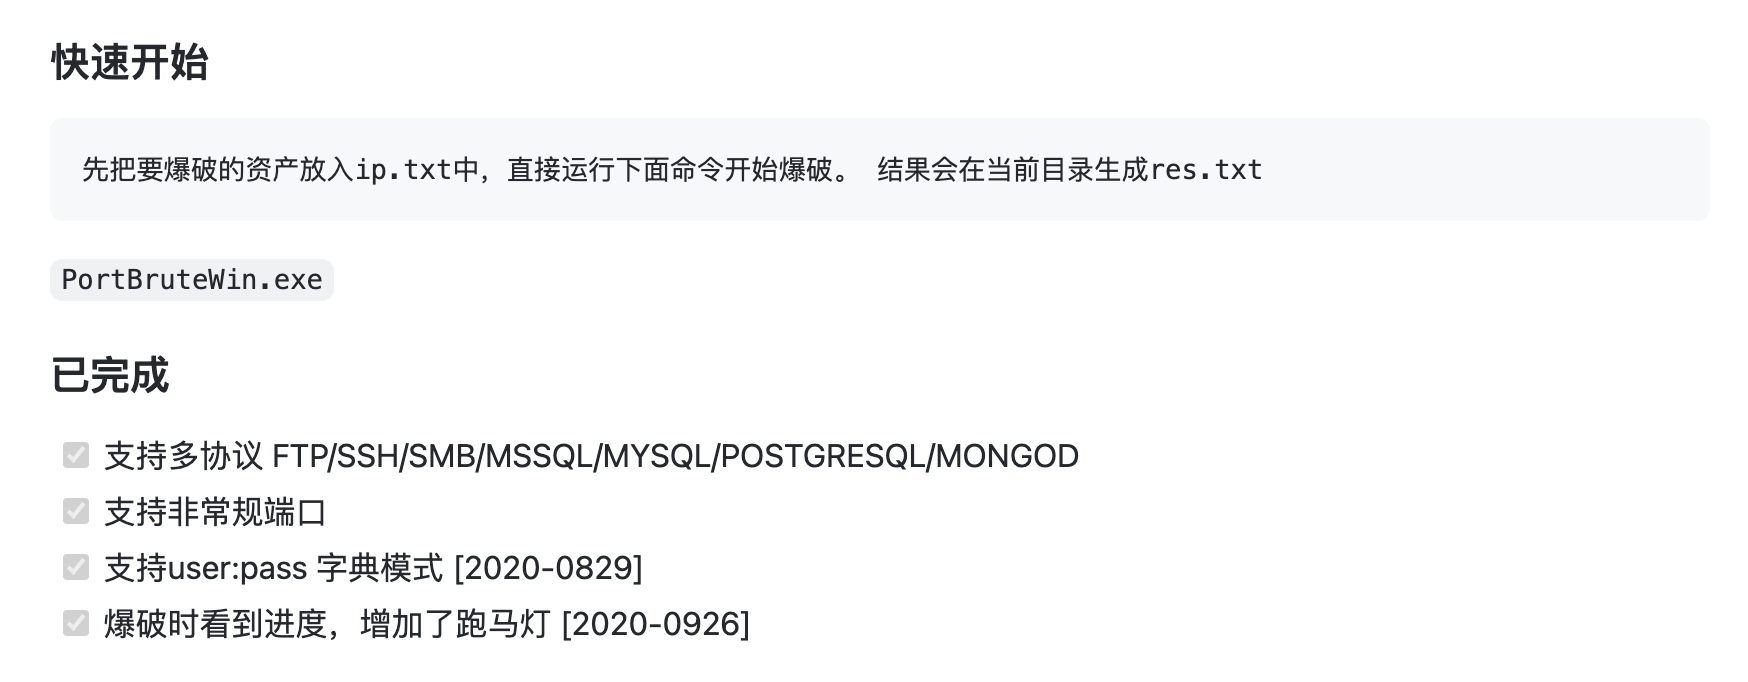 快速开始
先把要爆破的资产放入ip.txt中，直接运行下面命令开始爆破。 结果会在当前目录生成res.txt
PortBruteWin.exe
已完成
支持多协议 FTP/SSH/SMB/MSSQL/MYSQL/POSTGRESQL/MONGOD
支持非常规端口
支持user:pass 字典模式 [2020-0829]
爆破时看到进度，增加了跑马灯 [2020-0926]